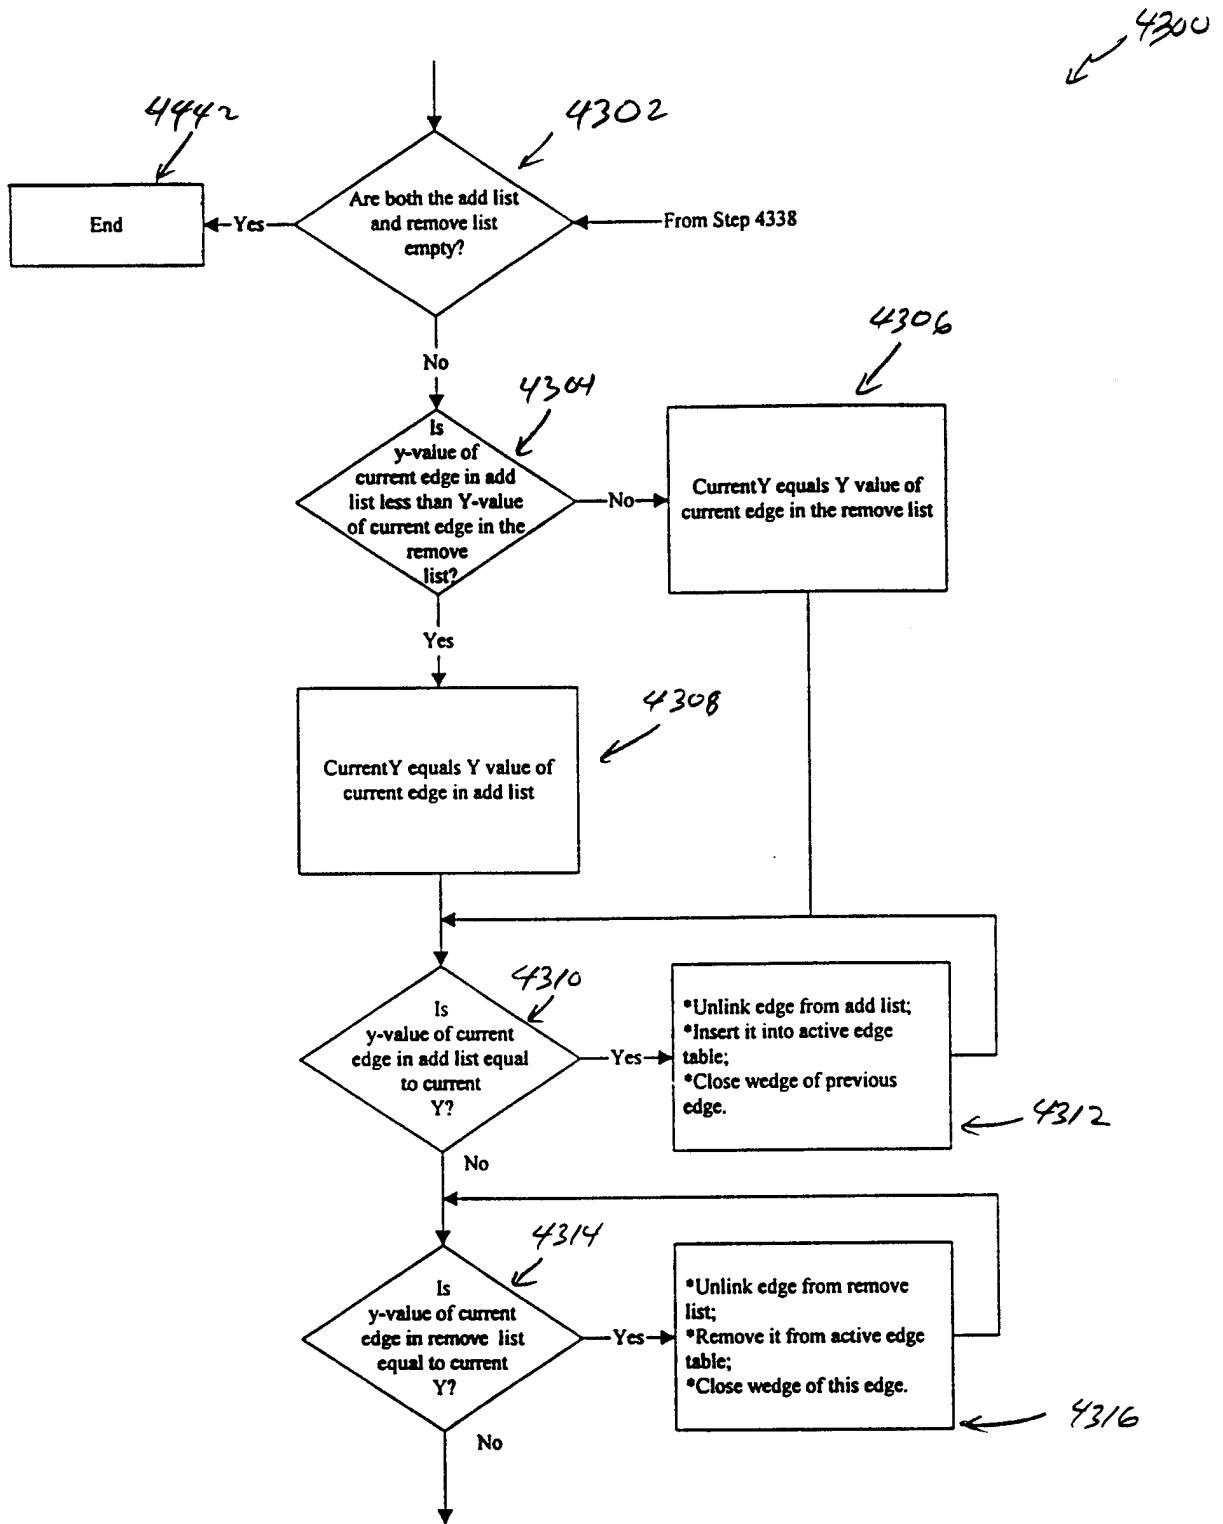 4300
4442
4302
Are both the add list
and remove list
empty?
End
Yes
From Step 4338
No
4304
4306
Is
y-value of
current edge in add
list less than Y-value
of current edge in the
remove
list?
No
CurrentY equals Y value of
current edge in the remove list
Yes
4308
CurrentY equals Y value of
current edge in add list
4310
Is
y-value of current
edge in add list equal
to current
Y?
Yes
*Unlink edge from add list;
*Insert it into active edge
table;
*Close wedge of previous
edge.
4312
No
4314
Is
y-value of current
edge in remove list
equal to current
Y?
Yes
*Unlink edge from remove
list;
*Remove it from active edge
table;
*Close wedge of this edge.
4316
No